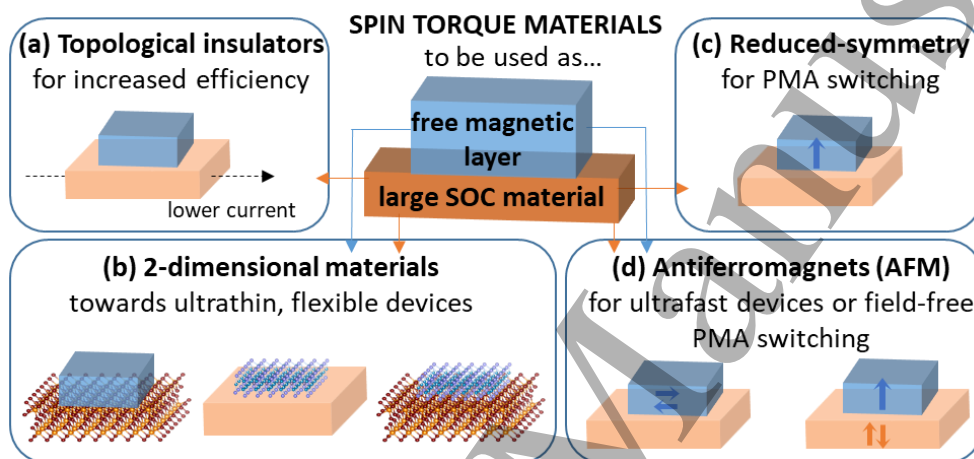 SPIN TORQUE MATERIALS
to be used as...
free magnetic
layer
large SOC material
(a) Topological insulators
for increased efficiency
lower current
(c) Reduced-symmetry
for PMA switching
(b) 2-dimensional materials
towards ultrathin, flexible devices
(d) Antiferromagnets (AFM)
for ultrafast devices or field-free
PMA switching